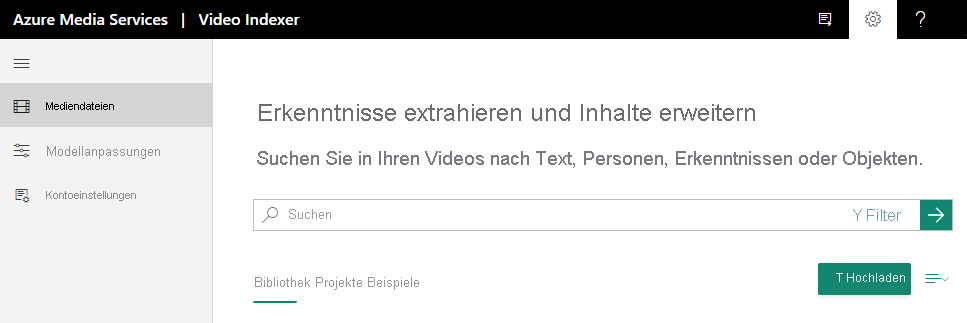 Azure Media Services | Video Indexer
?
Mediendateien
Modellanpassungen
Kontoeinstellungen
Erkenntnisse extrahieren und Inhalte erweitern
Suchen Sie in Ihren Videos nach Text, Personen, Erkenntnissen oder Objekten.
Suchen Y Filter
Bibliothek Projekte Beispiele
T Hochladen